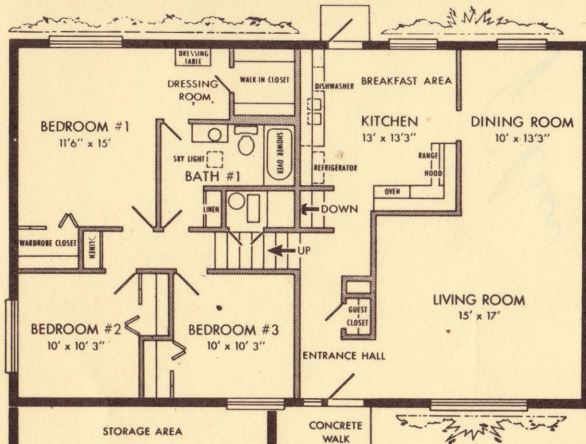 DRESSING
TABLE
DRESSING
ROOM
WALK IN CLOSET
BEDROOM #1
11'6" x 15'
SKY LIGHT
BATH #1
SHOWER OVER
LINEN
WARDROBE CLOSET
LINEN
DISHWASHER
BREAKFAST AREA
KITCHEN
13' x 13'3"
REFRIGERATOR
RANGE
HOOD
OVEN
DINING ROOM
10' x 13'3"
DOWN
UP
BEDROOM #2
10' x 10' 3"
BEDROOM #3
10' x 10' 3"
GUEST
CLOSET
ENTRANCE HALL
LIVING ROOM
15' x 17'
STORAGE AREA
CONCRETE
WALK